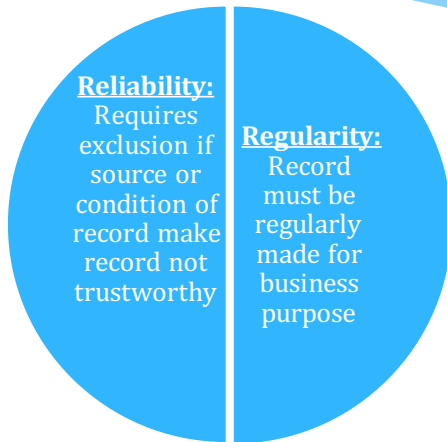 Reliability:
Requires
exclusion if
source or
condition of
record make
record not
trustworthy
Regularity:
Record
must be
regularly
made for
business
purpose